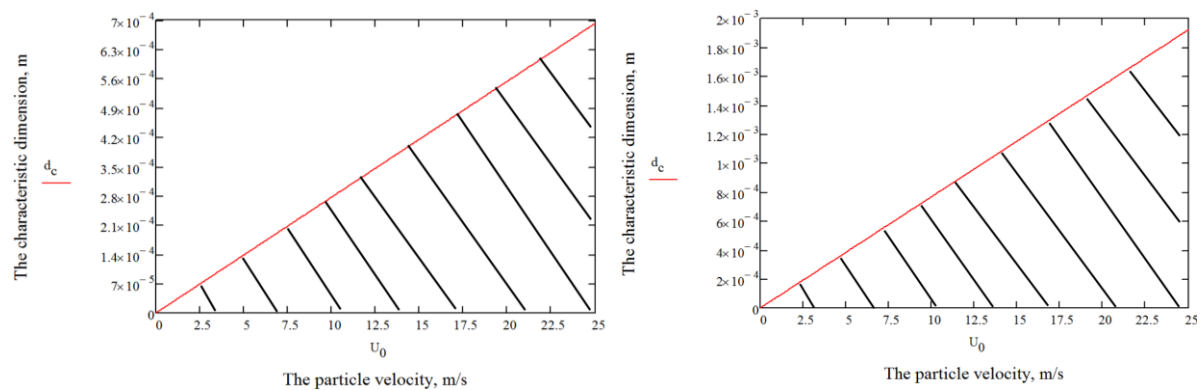 The characteristic dimension, m
d_c
7×10^−4
6.3×10^−4
5.6×10^−4
4.9×10^−4
4.2×10^−4
3.5×10^−4
2.8×10^−4
2.1×10^−4
1.4×10^−4
7×10^−5
0
0 2.5 5 7.5 10 12.5 15 17.5 20 22.5 25
U_0
The particle velocity, m/s
The characteristic dimension, m
d_c
2×10^−3
1.8×10^−3
1.6×10^−3
1.4×10^−3
1.2×10^−3
1×10^−3
8×10^−4
6×10^−4
4×10^−4
2×10^−4
0
0 2.5 5 7.5 10 12.5 15 17.5 20 22.5 25
U_0
The particle velocity, m/s